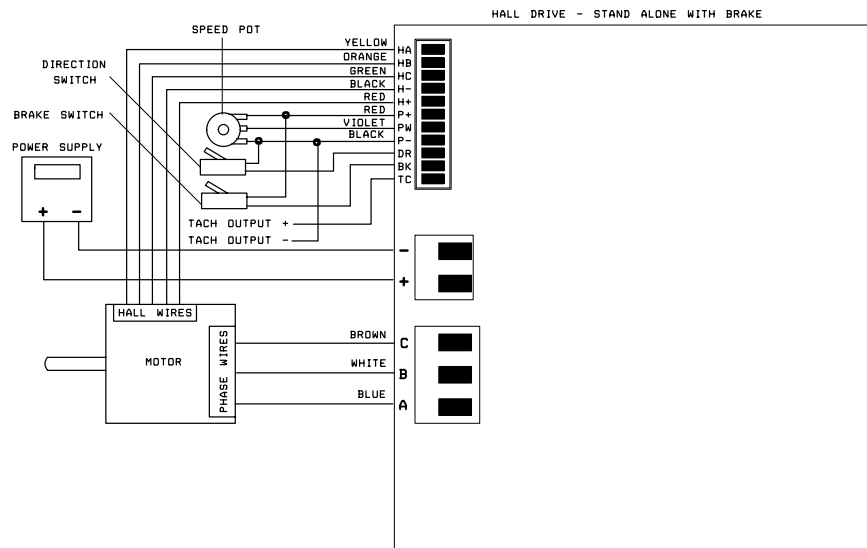 HALL DRIVE - STAND ALONE WITH BRAKE
SPEED POT
DIRECTION
SWITCH
BRAKE SWITCH
POWER SUPPLY
+ -
YELLOW HA
ORANGE HB
GREEN HC
BLACK H-
RED H+
RED P+
VIOLET PW
BLACK P-
DR
BK
TC
TACH OUTPUT +
TACH OUTPUT -
-
+
HALL WIRES
MOTOR
PHASE WIRES
BROWN C
WHITE B
BLUE A